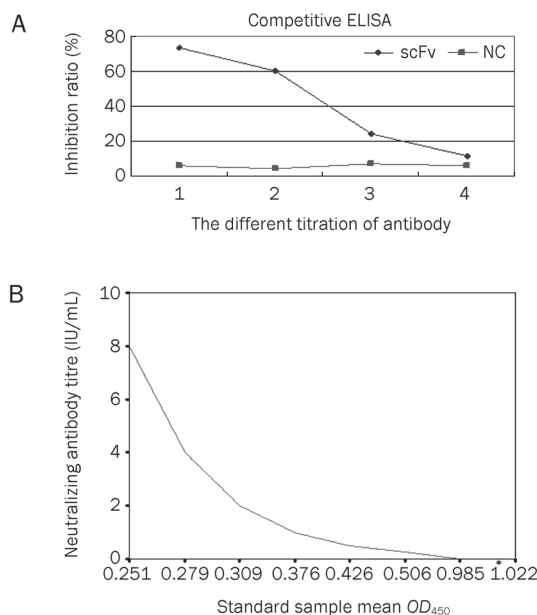 A
Competitive ELISA
Inhibition ratio (%)
80
60
40
20
0
scFv
NC
1 2 3 4
The different titration of antibody
B
Neutralizing antibody titre (IU/mL)
10
8
6
4
2
0
0.251 0.279 0.309 0.376 0.426 0.506 0.985 *1.022
Standard sample mean OD450